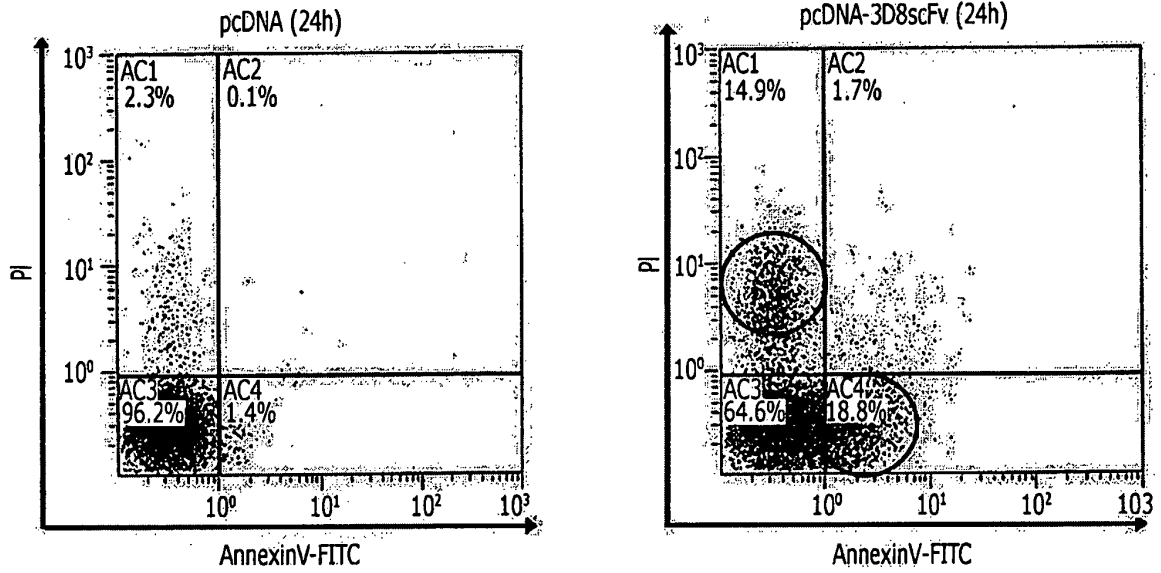 pcDNA (24h)
10³
AC1
2.3%
AC2
0.1%
10²
PI
10¹
10⁰
AC3
96.2%
AC4
1.4%
10⁰ 10¹ 10² 10³
AnnexinV-FITC
pcDNA-3D8scFv (24h)
10³
AC1
14.9%
AC2
1.7%
10²
PI
10¹
10⁰
AC3
64.6%
AC4
18.8%
10⁰ 10¹ 10² 103
AnnexinV-FITC